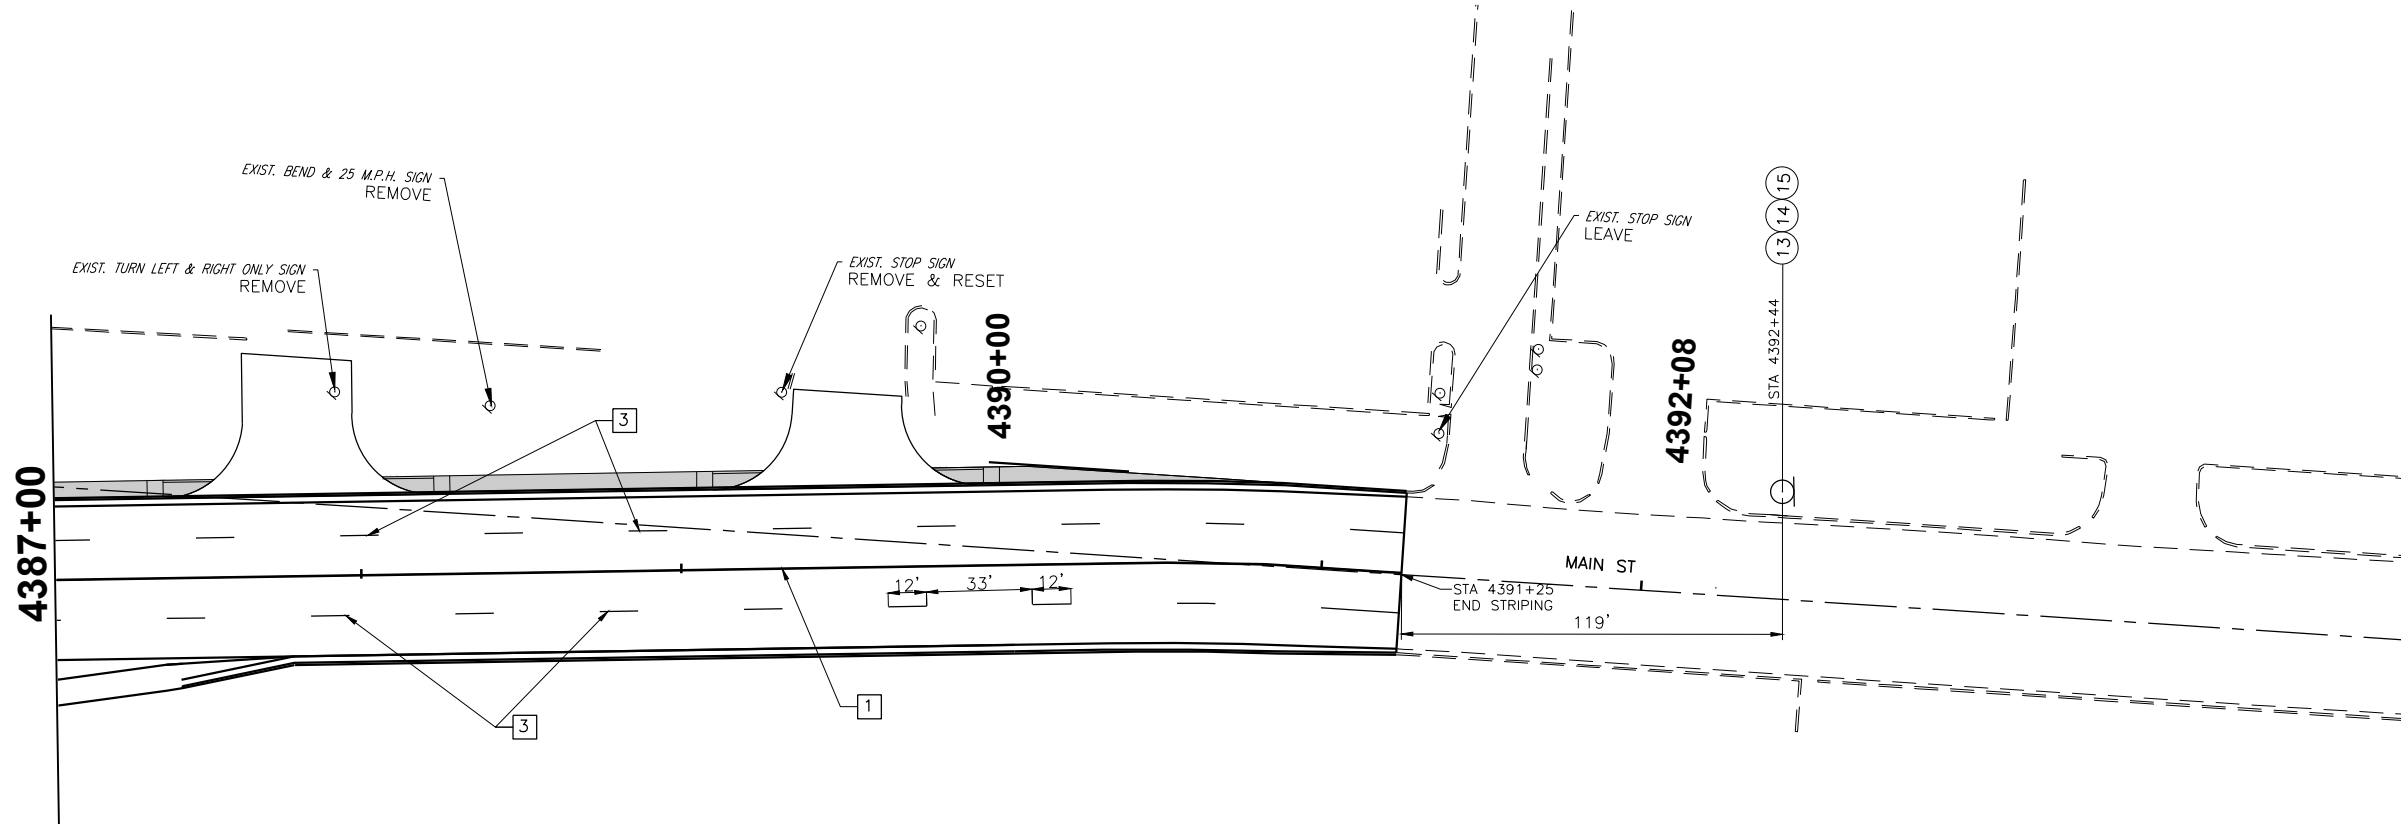 EXIST. BEND & 25 M.P.H. SIGN
REMOVE
EXIST. TURN LEFT & RIGHT ONLY SIGN
REMOVE
EXIST. STOP SIGN
REMOVE & RESET
EXIST. STOP SIGN
LEAVE
13 14 15
STA 4392+44
4387+00
4390+00
4392+08
3
12'
33'
12'
MAIN ST
STA 4391+25
END STRIPING
119'
1
3